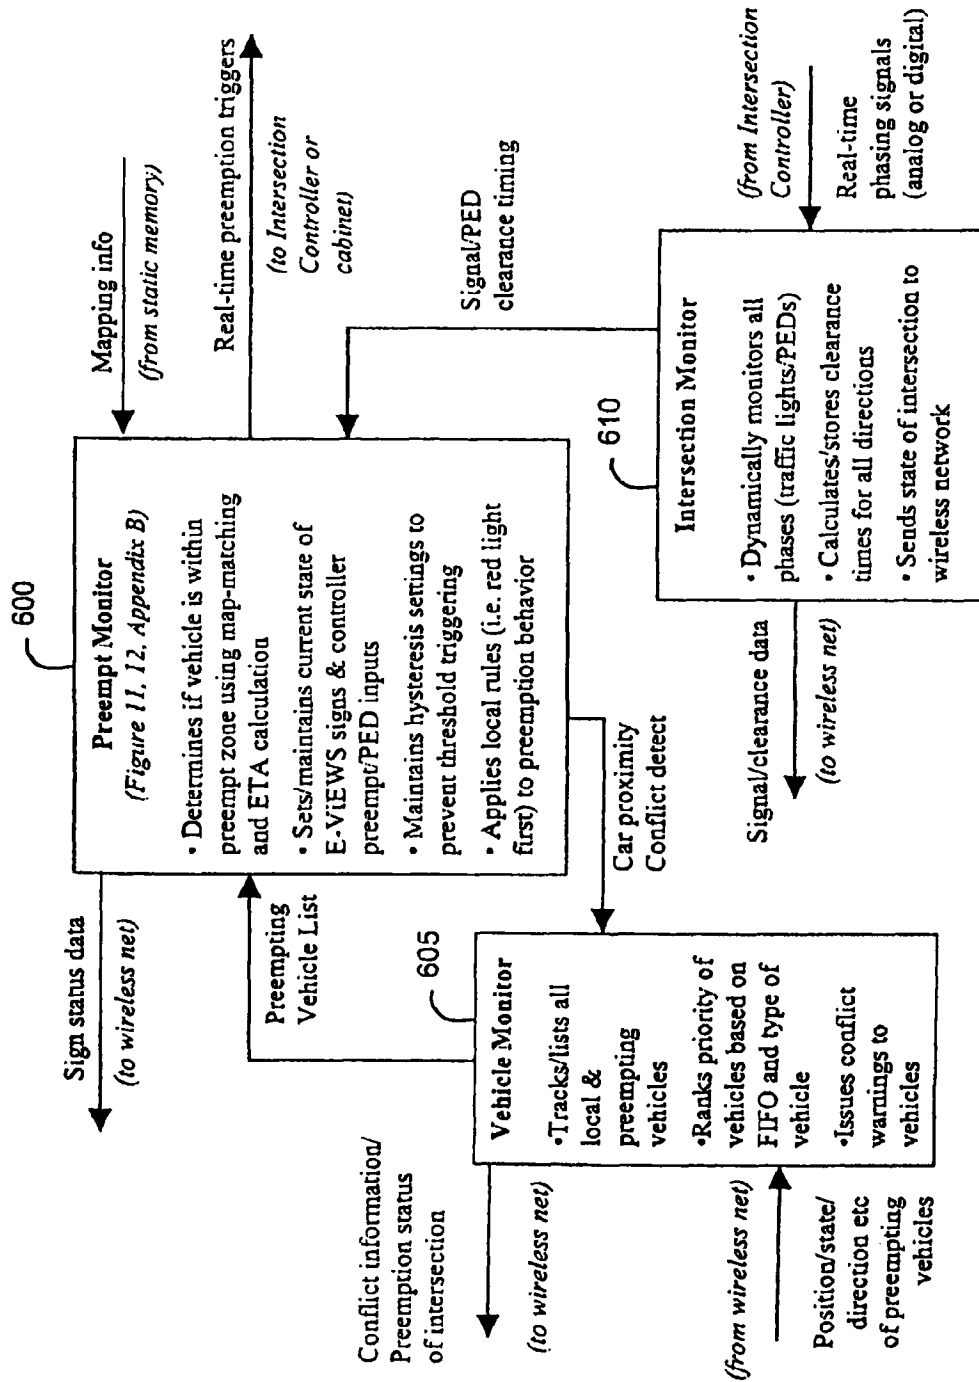 Sign status data
(to wireless net)
600
Preempt Monitor
(Figure 11, 12, Appendix B)
• Determines if vehicle is within
preempt zone using map-matching
and ETA calculation
• Sets/maintains current state of
E-ViEWS signs & controller
preempt/PED inputs
• Maintains hysteresis settings to
prevent threshold triggering
• Applies local rules (i.e. red light
first) to preemption behavior
Mapping info
(from static memory)
Real-time preemption triggers
(to Intersection
Controller or
cabinet)
Preempting
Vehicle List
Car proximity
Conflict detect
Signal/PED
clearance timing
Conflict information/
Preemption status
of intersection
(to wireless net)
605
Vehicle Monitor
•Tracks/lists all
local &
preempting
vehicles
•Ranks priority of
vehicles based on
FIFO and type of
vehicle
•Issues conflict
warnings to
vehicles
(from wireless net)
Position/state/
direction etc
of preempting
vehicles
Signal/clearance data
(to wireless net)
610
Intersection Monitor
• Dynamically monitors all
phases (traffic lights/PEDs)
• Calculates/stores clearance
times for all directions
• Sends state of intersection to
wireless network
(from Intersection
Controller)
Real-time
phasing signals
(analog or digital)